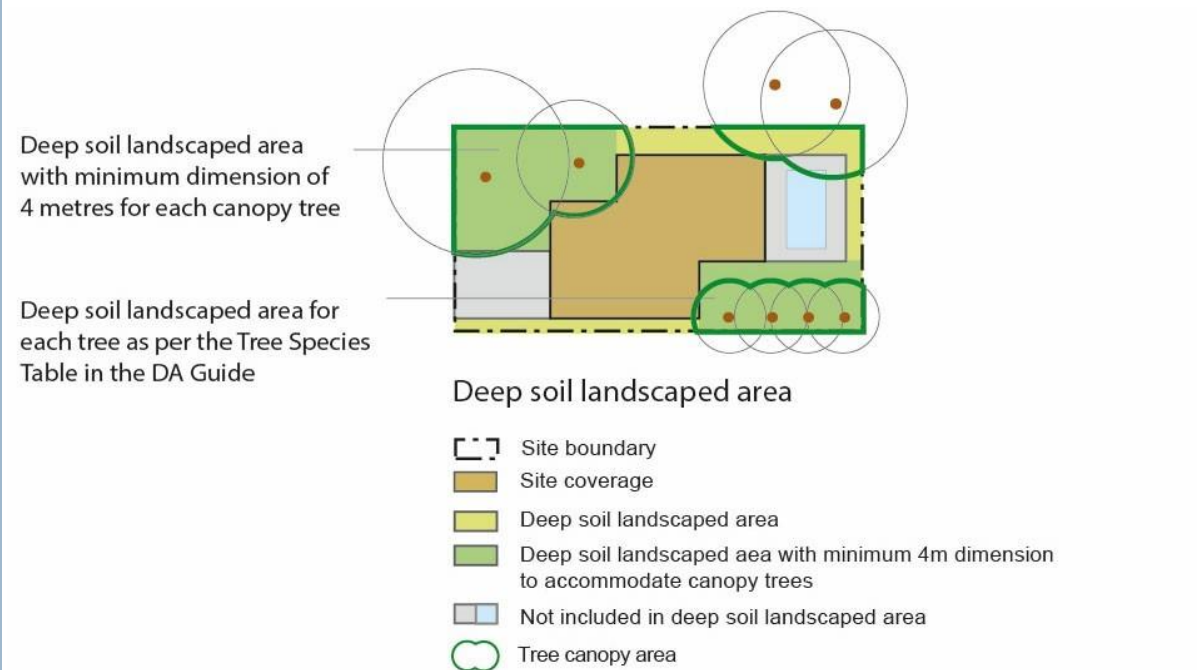 Deep soil landscaped area
with minimum dimension of
4 metres for each canopy tree
Deep soil landscaped area for
each tree as per the Tree Species
Table in the DA Guide
Deep soil landscaped area
Site boundary
Site coverage
Deep soil landscaped area
Deep soil landscaped aea with minimum 4m dimension
to accommodate canopy trees
Not included in deep soil landscaped area
Tree canopy area